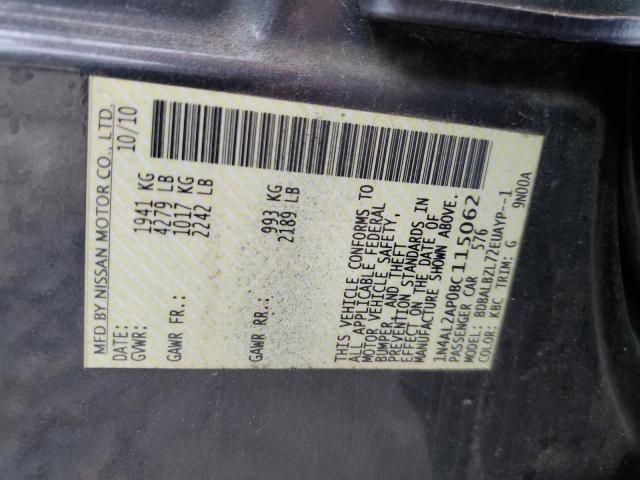 MFD BY NISSAN MOTOR CO., LTD.
DATE: 10/10
GVWR: 1941 KG
4279 LB
GAWR FR: 1017 KG
2242 LB
GAWR RR: 993 KG
2189 LB
THIS VEHICLE CONFORMS TO
ALL APPLICABLE FEDERAL
MOTOR VEHICLE SAFETY,
BUMPER, AND THEFT
PREVENTION STANDARDS IN
EFFECT ON THE DATE OF
MANUFACTURE SHOWN ABOVE.
1N4AL2AP0BC115062
PASSENGER CAR 576
MODEL: BDBALBZL72EUAYP--1
COLOR: KBC TRIM: G 9N00A